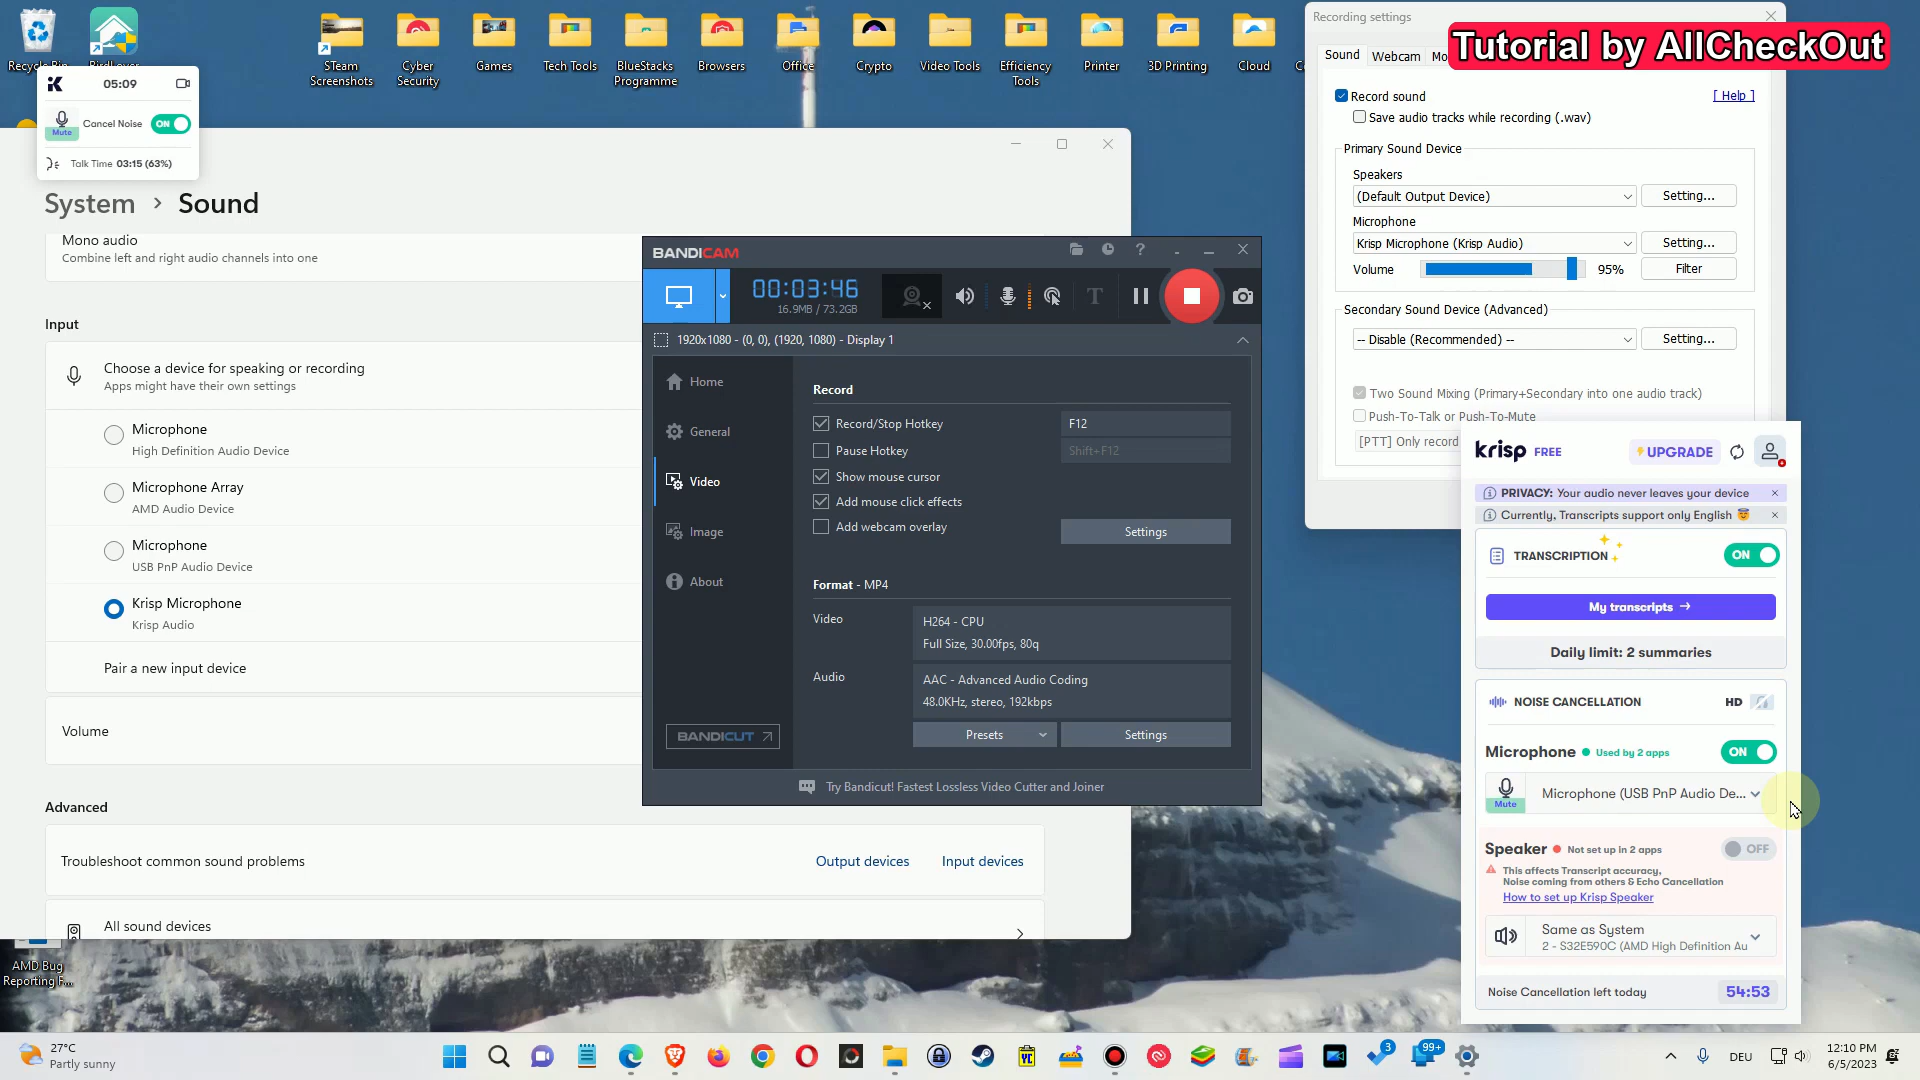 Recycle Bin
STeam
Screenshots
Cyber
Security
Games
Tech Tools
BlueStacks
Programme
Browsers
Office
Crypto
Video Tools
Efficiency
Tools
Printer
3D Printing
Cloud
Recording settings
Tutorial by AllCheckOut
05:09
Mute
Cancel Noise
ON
Talk Time 03:15 (63%)
System > Sound
Mono audio
Combine left and right audio channels into one
Input
Choose a device for speaking or recording
Apps might have their own settings
Microphone
High Definition Audio Device
Microphone Array
AMD Audio Device
Microphone
USB PnP Audio Device
Krisp Microphone
Krisp Audio
Pair a new input device
Volume
Advanced
Troubleshoot common sound problems
Output devices
Input devices
All sound devices
AMD Bug
Reporting F...
BANDICAM
00:03:46
16.9MB / 73.2GB
1920x1080 - (0, 0), (1920, 1080) - Display 1
Home
General
Video
Image
About
BANDICUT
Record
Record/Stop Hotkey
F12
Pause Hotkey
Shift+F12
Show mouse cursor
Add mouse click effects
Add webcam overlay
Settings
Format - MP4
Video
H264 - CPU
Full Size, 30.00fps, 80q
Audio
AAC - Advanced Audio Coding
48.0KHz, stereo, 192kbps
Presets
Settings
Try Bandicut! Fastest Lossless Video Cutter and Joiner
Sound
Webcam
Record sound
[ Help ]
Save audio tracks while recording (.wav)
Primary Sound Device
Speakers
(Default Output Device)
Setting...
Microphone
Krisp Microphone (Krisp Audio)
Setting...
Volume
95%
Filter
Secondary Sound Device (Advanced)
-- Disable (Recommended) --
Setting...
Two Sound Mixing (Primary+Secondary into one audio track)
Push-To-Talk or Push-To-Mute
[PTT] Only record
krisp FREE
UPGRADE
PRIVACY: Your audio never leaves your device
Currently, Transcripts support only English
TRANSCRIPTION
ON
My transcripts →
Daily limit: 2 summaries
NOISE CANCELLATION
HD
Microphone
Used by 2 apps
ON
Mute
Microphone (USB PnP Audio De...
Speaker
Not set up in 2 apps
OFF
This affects Transcript accuracy,
Noise coming from others & Echo Cancellation
How to set up Krisp Speaker
Same as System
2 - S32E590C (AMD High Definition Au
Noise Cancellation left today
54:53
27°C
Partly sunny
3
99+
DEU
12:10 PM
6/5/2023